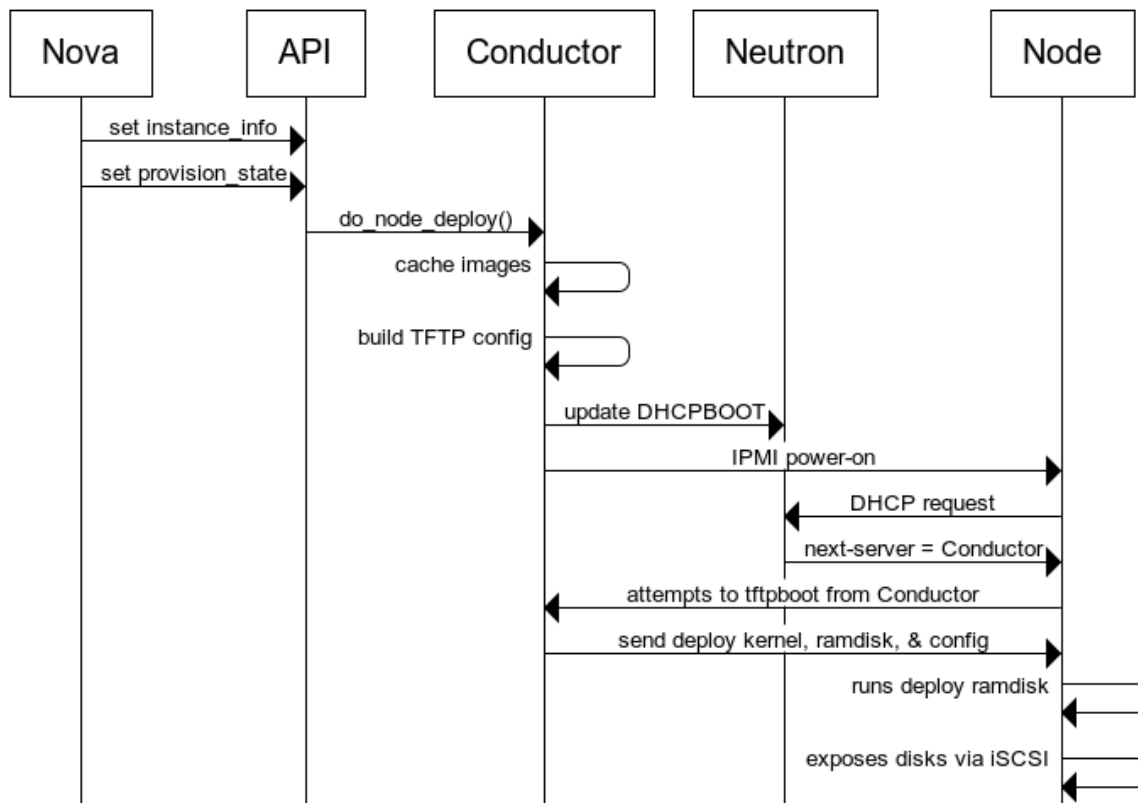 Nova
API
Conductor
Neutron
Node
set instance_info
set provision_state
do_node_deploy()
cache images
build TFTP config
update DHCPBOOT
IPMI power-on
DHCP request
next-server = Conductor
attempts to tftpboot from Conductor
send deploy kernel, ramdisk, & config
runs deploy ramdisk
exposes disks via iSCSI